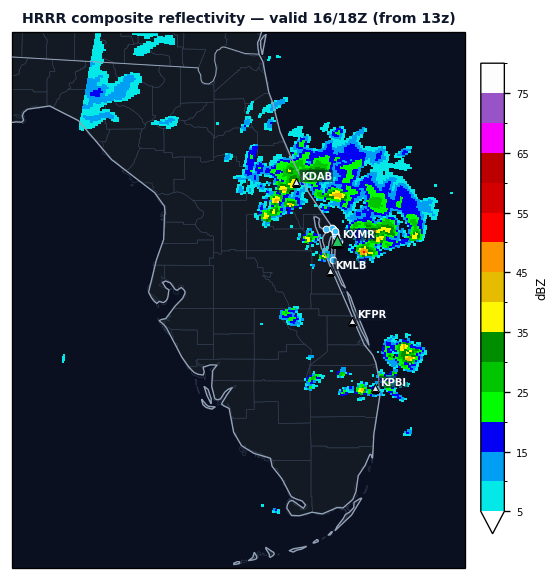 HRRR composite reflectivity — valid 16/18Z (from 13z)
KDAB
KXMR
KMLB
KFPR
KPBI
75
65
55
45
35
25
15
5
dBZ